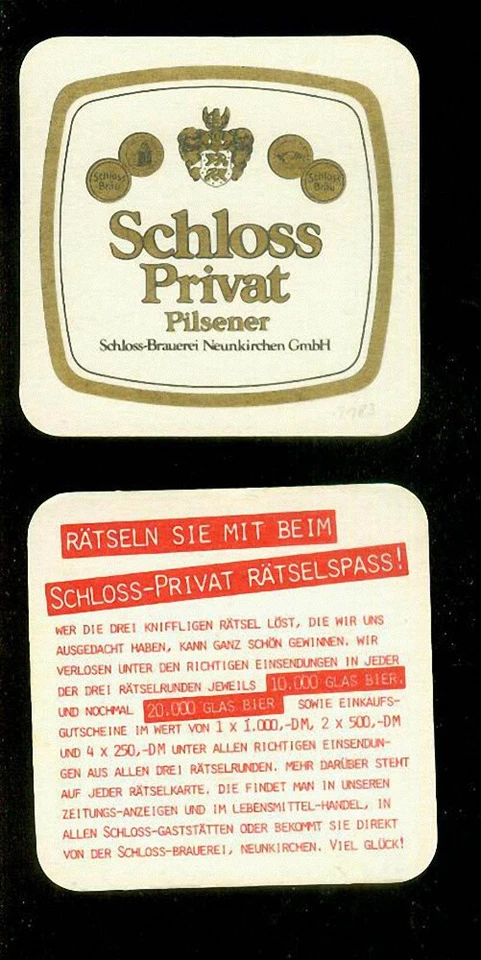 Schloss Bräu
Schloss Bräu
Schloss
Privat
Pilsener
Schloss-Brauerei Neunkirchen GmbH
RÄTSELN SIE MIT BEIM
SCHLOSS-PRIVAT RÄTSELSPASS!
WER DIE DREI KNIFFLIGEN RÄTSEL LÖST, DIE WIR UNS
AUSGEDACHT HABEN, KANN GANZ SCHÖN GEWINNEN. WIR
VERLOSEN UNTER DEN RICHTIGEN EINSENDUNGEN IN JEDER
DER DREI RÄTSELRUNDEN JEWEILS 10.000 GLAS BIER.
UND NOCHMAL 20.000 GLAS BIER SOWIE EINKAUFS-
GUTSCHEINE IM WERT VON 1 X 1.000,-DM, 2 X 500,-DM
UND 4 X 250,-DM UNTER ALLEN RICHTIGEN EINSENDUN-
GEN AUS ALLEN DREI RÄTSELRUNDEN. MEHR DARÜBER STEHT
AUF JEDER RÄTSELKARTE. DIE FINDET MAN IN UNSEREN
ZEITUNGS-ANZEIGEN UND IM LEBENSMITTEL-HANDEL, IN
ALLEN SCHLOSS-GASTSTÄTTEN ODER BEKOMMT SIE DIREKT
VON DER SCHLOSS-BRAUEREI, NEUNKIRCHEN. VIEL GLÜCK!